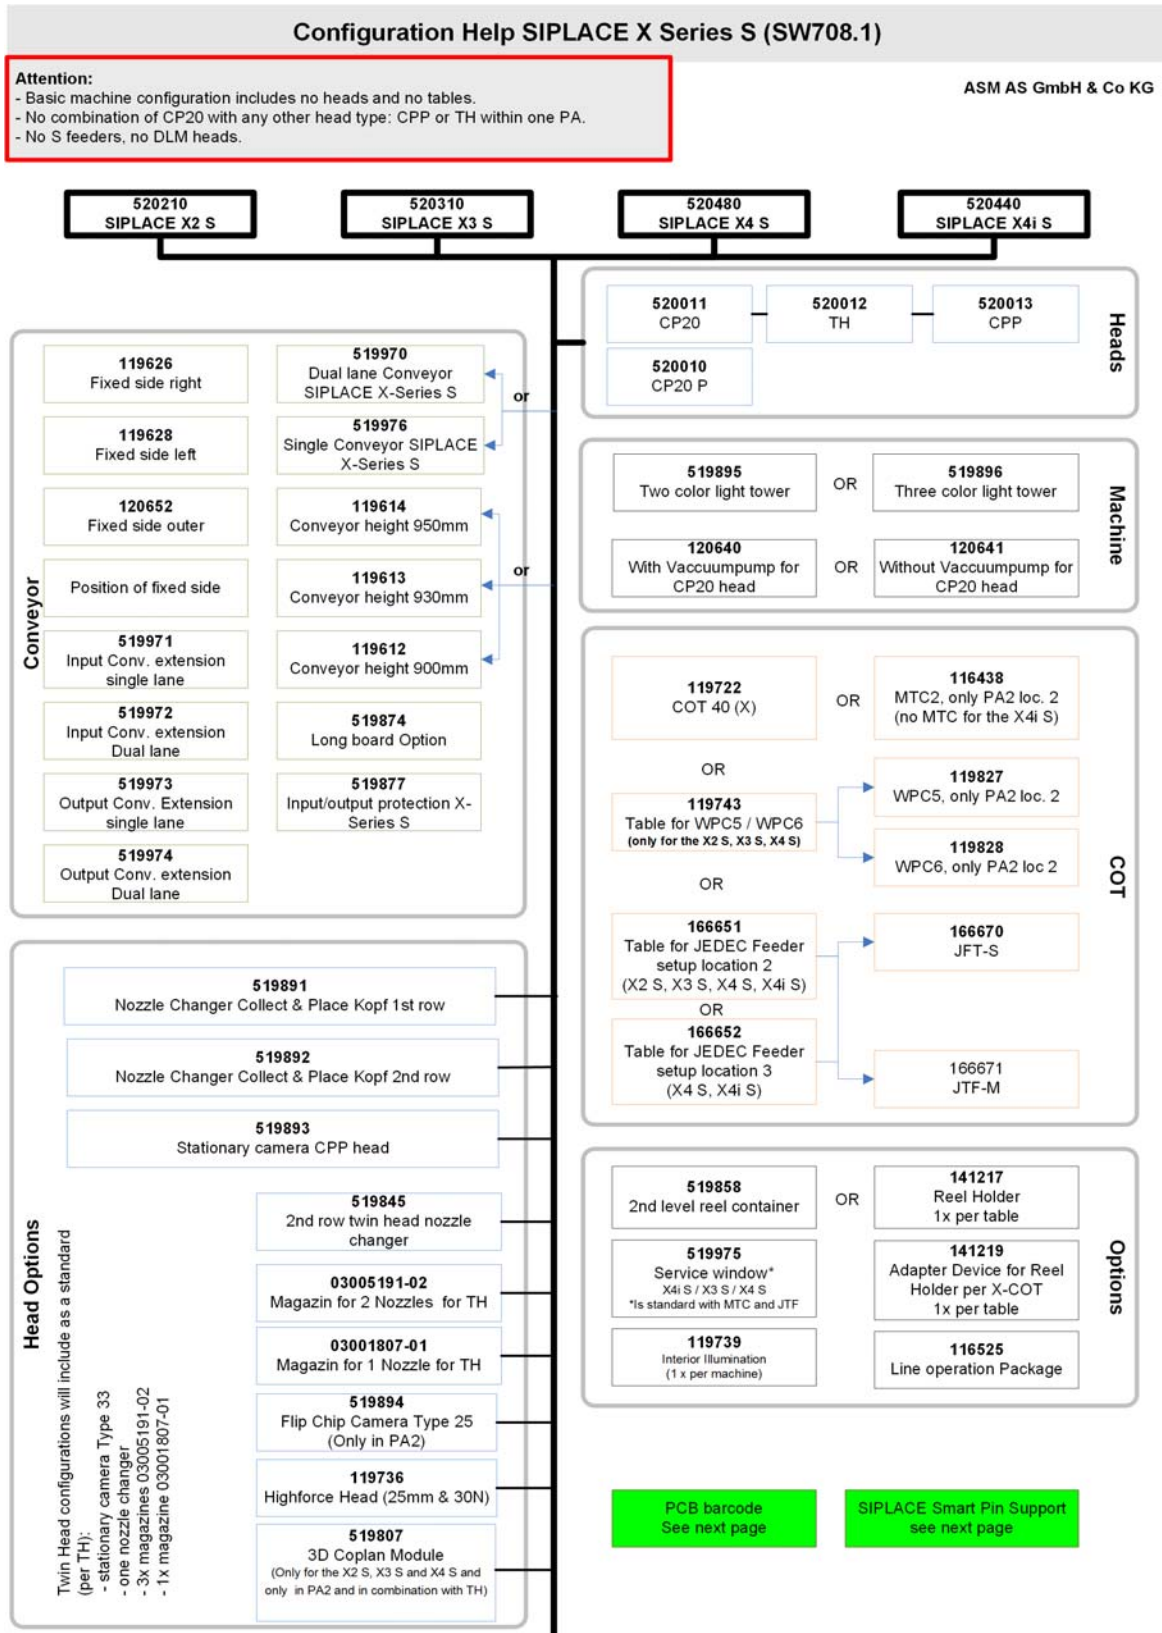 Configuration Help SIPLACE X Series S (SW708.1)
Attention:
- Basic machine configuration includes no heads and no tables.
- No combination of CP20 with any other head type: CPP or TH within one PA.
- No S feeders, no DLM heads.
ASM AS GmbH & Co KG
520210
SIPLACE X2 S
520310
SIPLACE X3 S
520480
SIPLACE X4 S
520440
SIPLACE X4i S
Heads
520011
CP20
520012
TH
520013
CPP
520010
CP20 P
Conveyor
119626
Fixed side right
519970
Dual lane Conveyor
SIPLACE X-Series S
or
119628
Fixed side left
519976
Single Conveyor SIPLACE
X-Series S
120652
Fixed side outer
119614
Conveyor height 950mm
or
Position of fixed side
119613
Conveyor height 930mm
519971
Input Conv. extension
single lane
119612
Conveyor height 900mm
519972
Input Conv. extension
Dual lane
519874
Long board Option
519973
Output Conv. Extension
single lane
519877
Input/output protection X-
Series S
519974
Output Conv. extension
Dual lane
Machine
519895
Two color light tower
OR
519896
Three color light tower
120640
With Vaccuumpump for
CP20 head
OR
120641
Without Vaccuumpump for
CP20 head
COT
119722
COT 40 (X)
OR
116438
MTC2, only PA2 loc. 2
(no MTC for the X4i S)
OR
119743
Table for WPC5 / WPC6
(only for the X2 S, X3 S, X4 S)
119827
WPC5, only PA2 loc. 2
119828
WPC6, only PA2 loc 2
OR
166651
Table for JEDEC Feeder
setup location 2
(X2 S, X3 S, X4 S, X4i S)
166670
JFT-S
OR
166652
Table for JEDEC Feeder
setup location 3
(X4 S, X4i S)
166671
JTF-M
Head Options
519891
Nozzle Changer Collect & Place Kopf 1st row
519892
Nozzle Changer Collect & Place Kopf 2nd row
519893
Stationary camera CPP head
519845
2nd row twin head nozzle
changer
03005191-02
Magazin for 2 Nozzles for TH
03001807-01
Magazin for 1 Nozzle for TH
519894
Flip Chip Camera Type 25
(Only in PA2)
119736
Highforce Head (25mm & 30N)
519807
3D Coplan Module
(Only for the X2 S, X3 S and X4 S and
only in PA2 and in combination with TH)
Twin Head configurations will include as a standard
(per TH):
- stationary camera Type 33
- one nozzle changer
- 3x magazines 03005191-02
- 1x magazine 03001807-01
Options
519858
2nd level reel container
OR
141217
Reel Holder
1x per table
519975
Service window*
X4i S / X3 S / X4 S
*Is standard with MTC and JTF
141219
Adapter Device for Reel
Holder per X-COT
1x per table
119739
Interior Illumination
(1 x per machine)
116525
Line operation Package
PCB barcode
See next page
SIPLACE Smart Pin Support
see next page